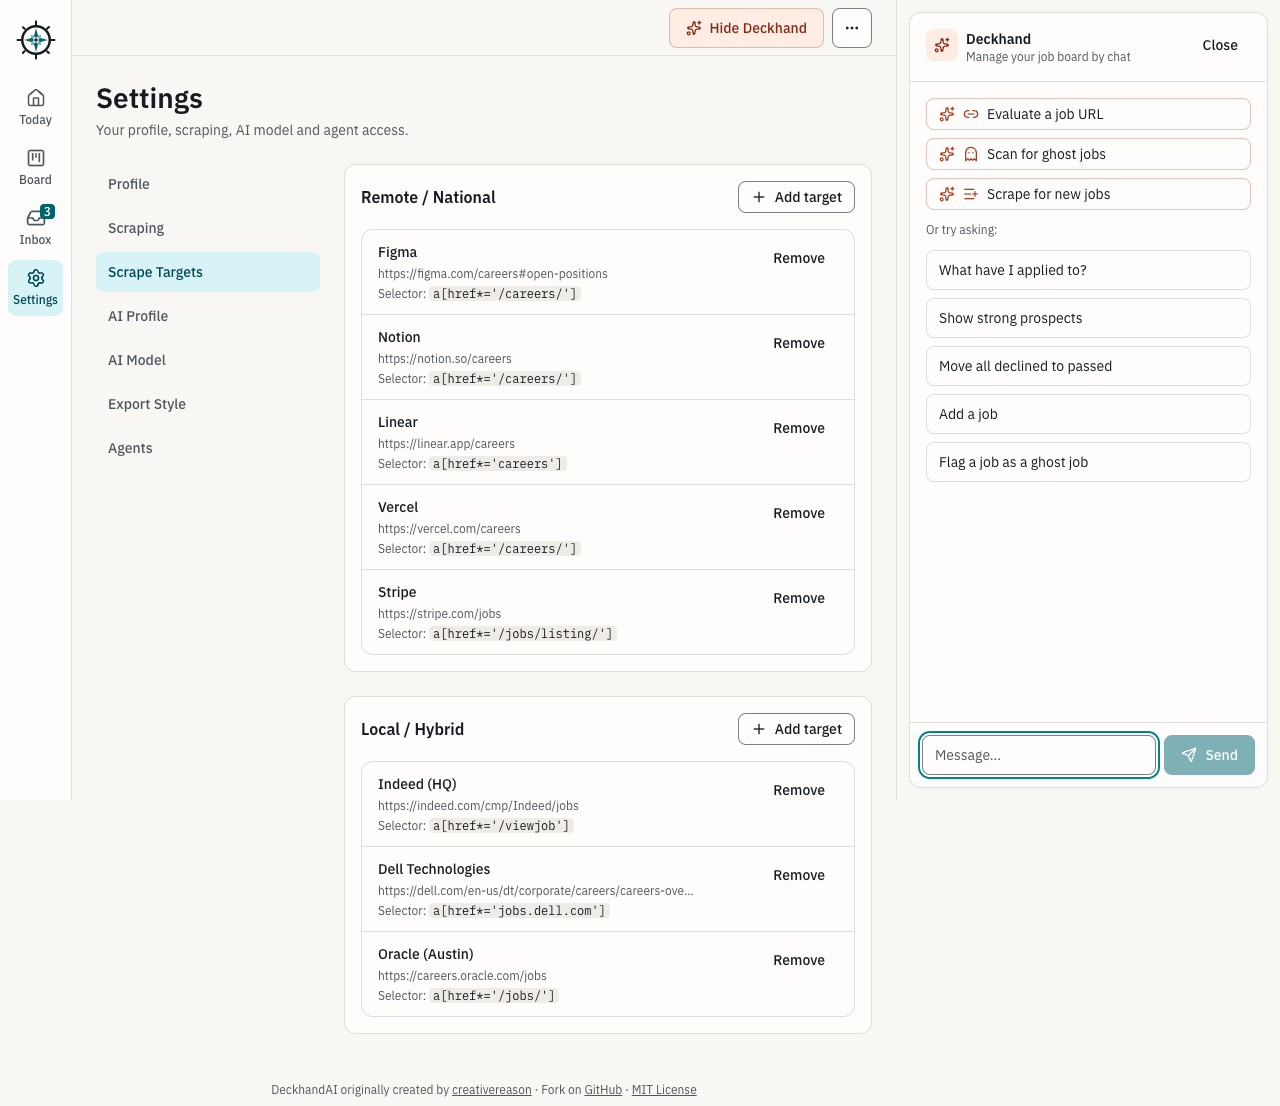 Today
Board
3
Inbox
Settings
Hide Deckhand
...
Settings
Your profile, scraping, AI model and agent access.
Profile
Scraping
Scrape Targets
AI Profile
AI Model
Export Style
Agents
Remote / National
Add target
Figma
https://figma.com/careers#open-positions
Selector: a[href*='/careers/']
Remove
Notion
https://notion.so/careers
Selector: a[href*='/careers/']
Remove
Linear
https://linear.app/careers
Selector: a[href*='careers']
Remove
Vercel
https://vercel.com/careers
Selector: a[href*='/careers/']
Remove
Stripe
https://stripe.com/jobs
Selector: a[href*='/jobs/listing/']
Remove
Local / Hybrid
Add target
Indeed (HQ)
https://indeed.com/cmp/Indeed/jobs
Selector: a[href*='/viewjob']
Remove
Dell Technologies
https://dell.com/en-us/dt/corporate/careers/careers-ove...
Selector: a[href*='jobs.dell.com']
Remove
Oracle (Austin)
https://careers.oracle.com/jobs
Selector: a[href*='/jobs/']
Remove
DeckhandAI originally created by creativereason · Fork on GitHub · MIT License
Deckhand
Manage your job board by chat
Close
Evaluate a job URL
Scan for ghost jobs
Scrape for new jobs
Or try asking:
What have I applied to?
Show strong prospects
Move all declined to passed
Add a job
Flag a job as a ghost job
Message...
Send